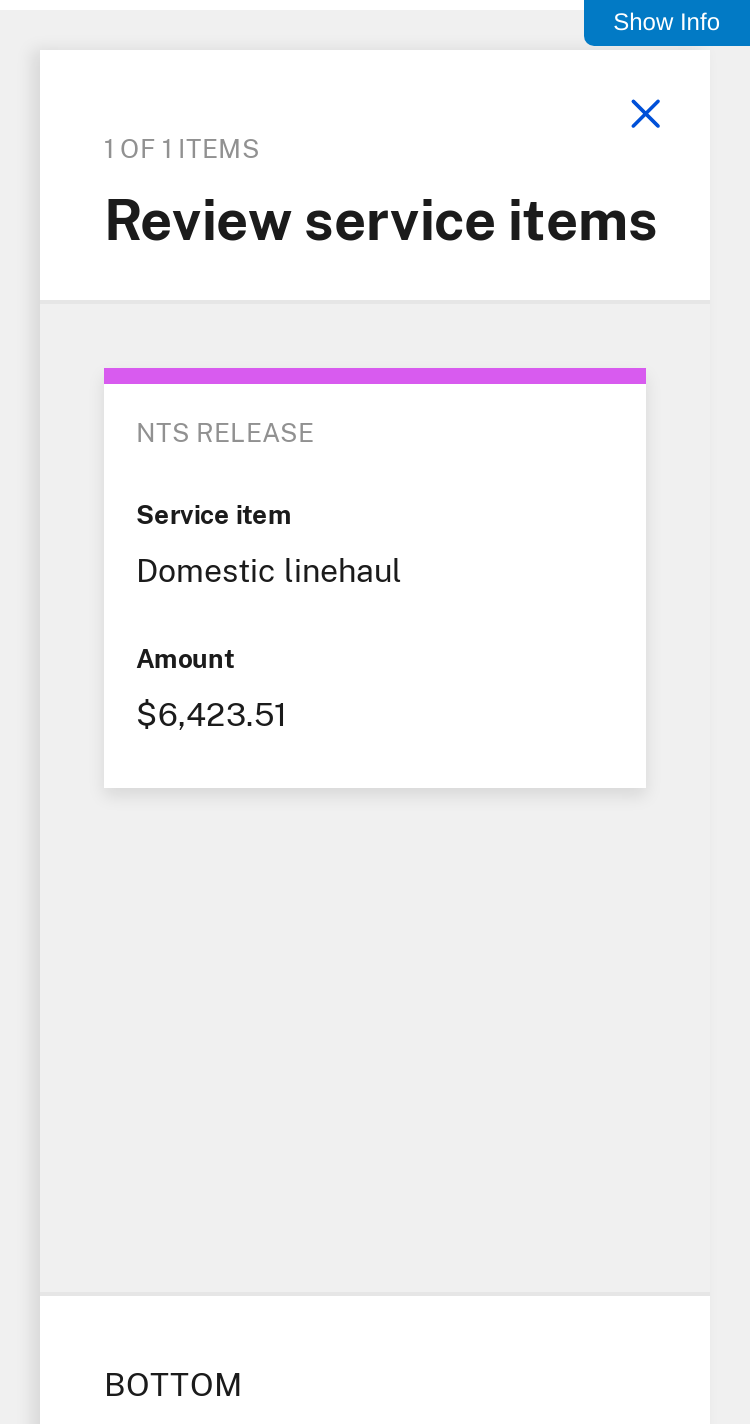 Show Info
1 OF 1 ITEMS
Review service items
NTS RELEASE
Service item
Domestic linehaul
Amount
$6,423.51
BOTTOM